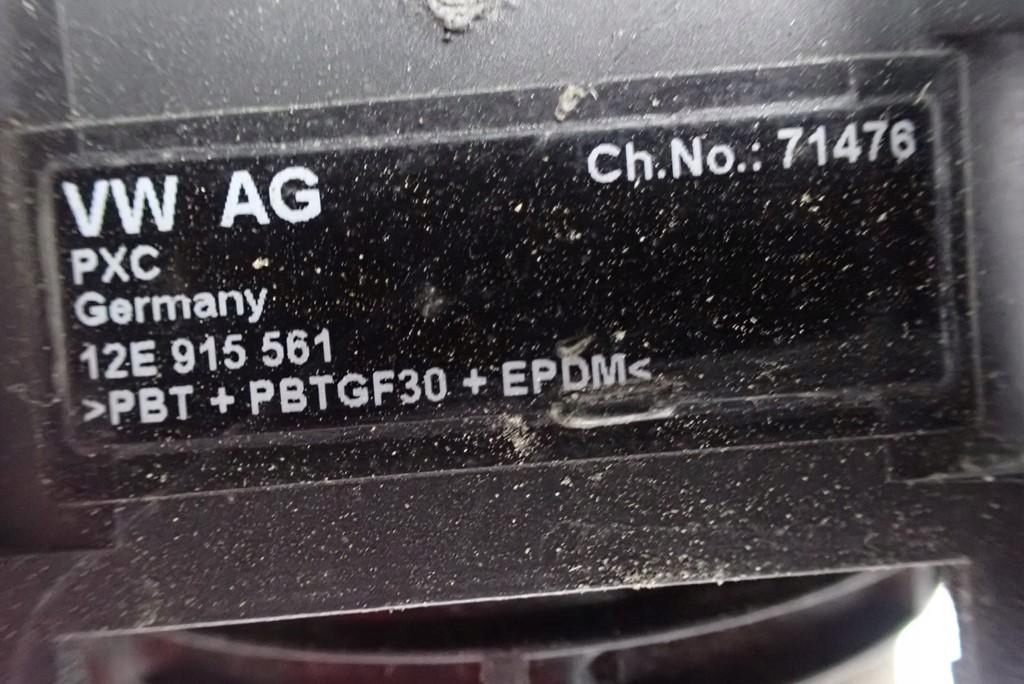 VW AG
Ch.No.: 71476
PXC
Germany
12E 915 561
>PBT + PBTGF30 + EPDM<